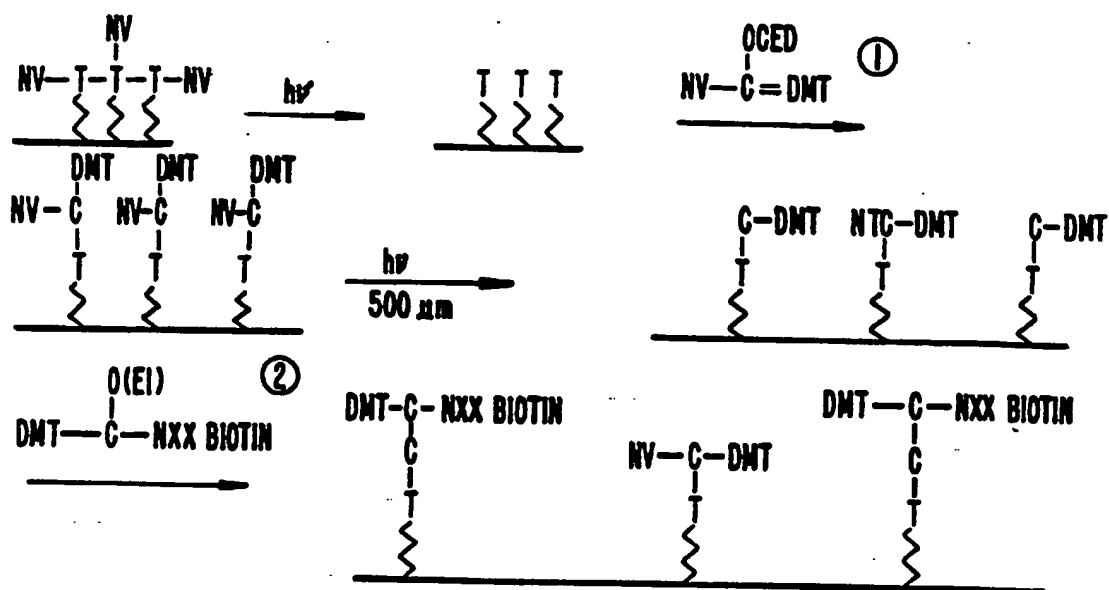 NV
NV—T—T—T—NV
hν
T T T
OCED
NV—C=DMT
①
DMT DMT DMT
NV—C NV—C NV—C
T T T
hν
500 µm
C—DMT NTC—DMT C—DMT
T T T
②
O(EI)
DMT—C—NXX BIOTIN
DMT—C—NXX BIOTIN
C
T
NV—C—DMT
T
DMT—C—NXX BIOTIN
C
T